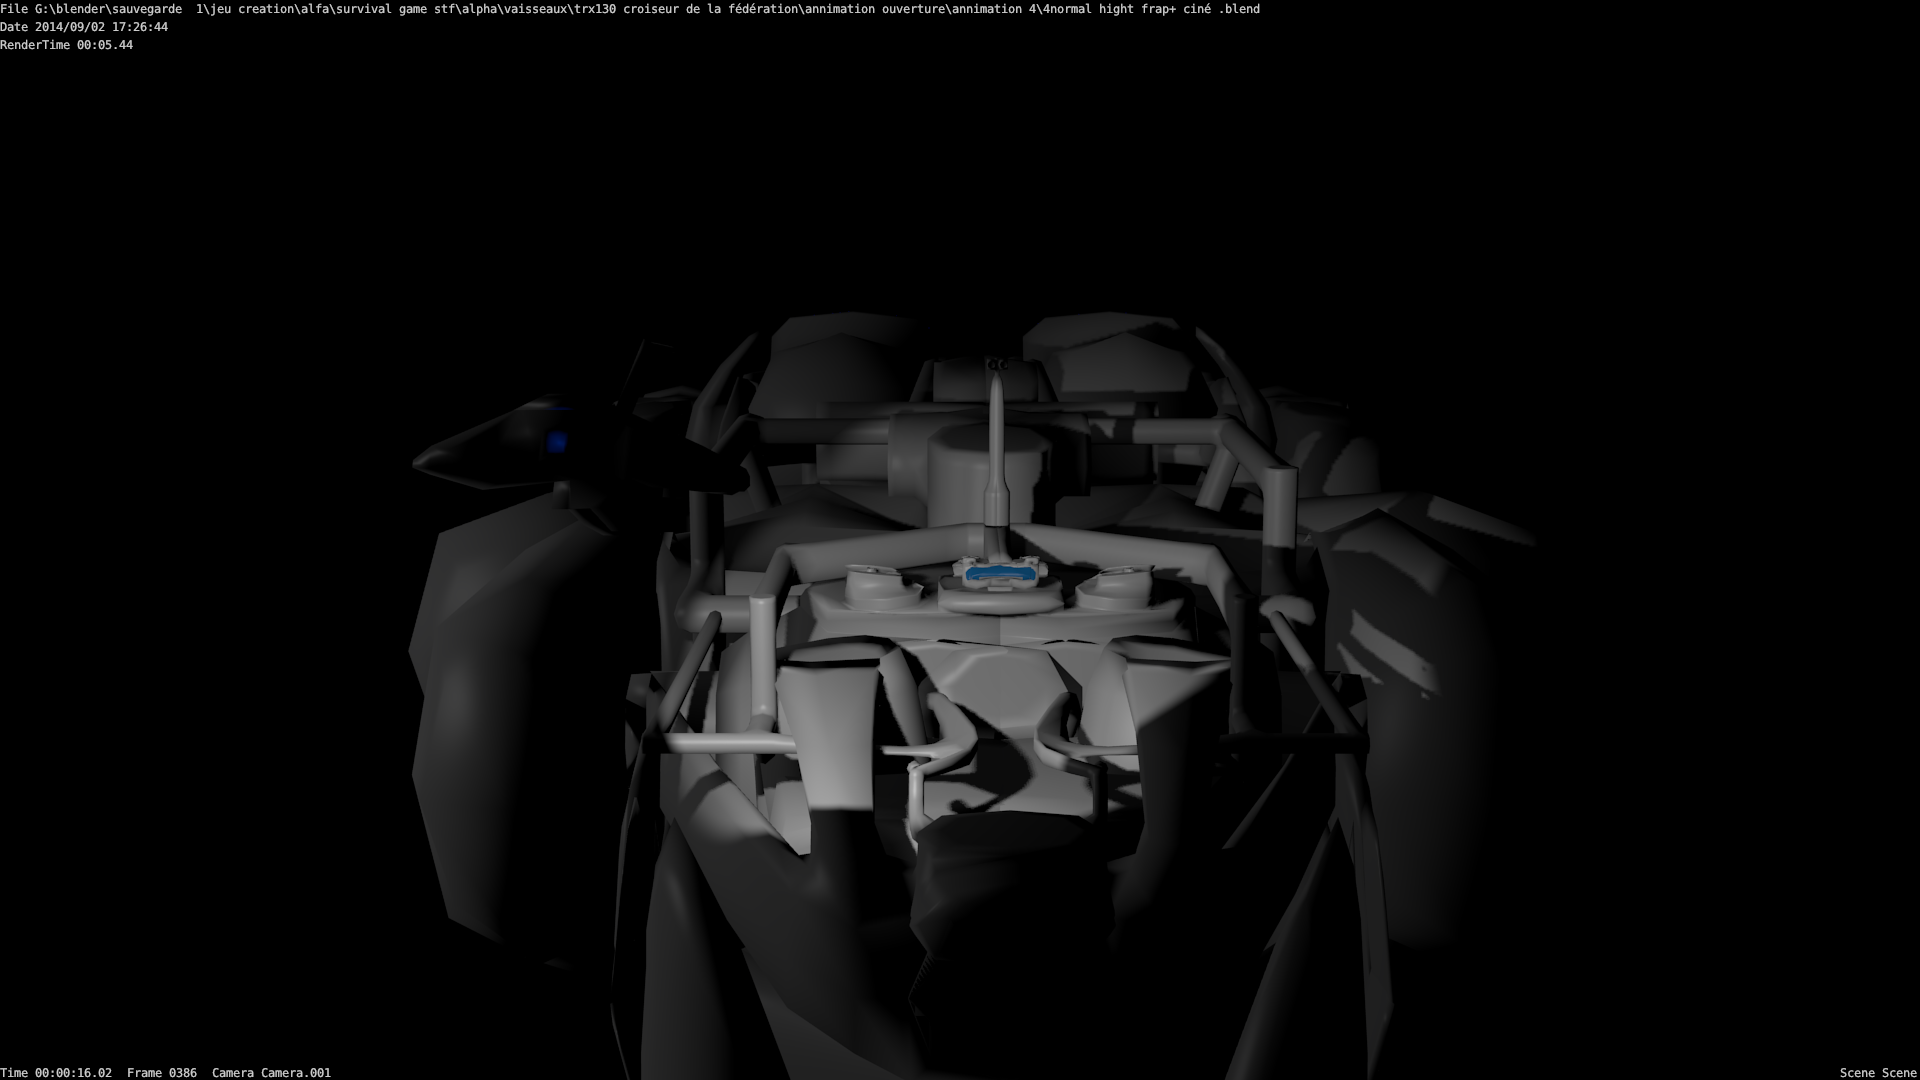 File G:\blender\sauvegarde  1\jeu creation\alfa\survival game stf\alpha\vaisseaux\trx130 croiseur de la fédération\annimation ouverture\annimation 4\4normal hight frap+ ciné .blend
Date 2014/09/02 17:26:44
RenderTime 00:05.44
Time 00:00:16.02  Frame 0386  Camera Camera.001
Scene Scene